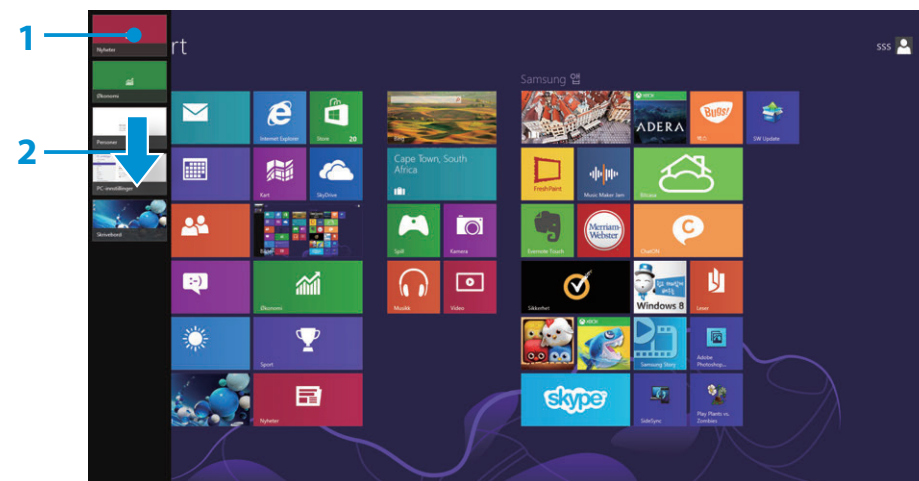 1
2
Nyheter
Økonomi
Personer
PC-innstillinger
Skrivebord
rt
sss
Samsung 앱
Internet Explorer
Store
20
Kart
SkyDrive
Økonomi
Sport
Nyheter
Cape Town, South
Africa
Spill
Kamera
Musikk
Video
XBOX
ADERA
Bugs!
벅스
SW Update
FreshPaint
Music Maker Jam
Evernote Touch
Merriam-
Webster
ChatON
Sikkerhet
Windows 8
Leser
XBOX
Samsung Story
Adobe
Photoshop...
skype
SideSync
Play Plants vs.
Zombies